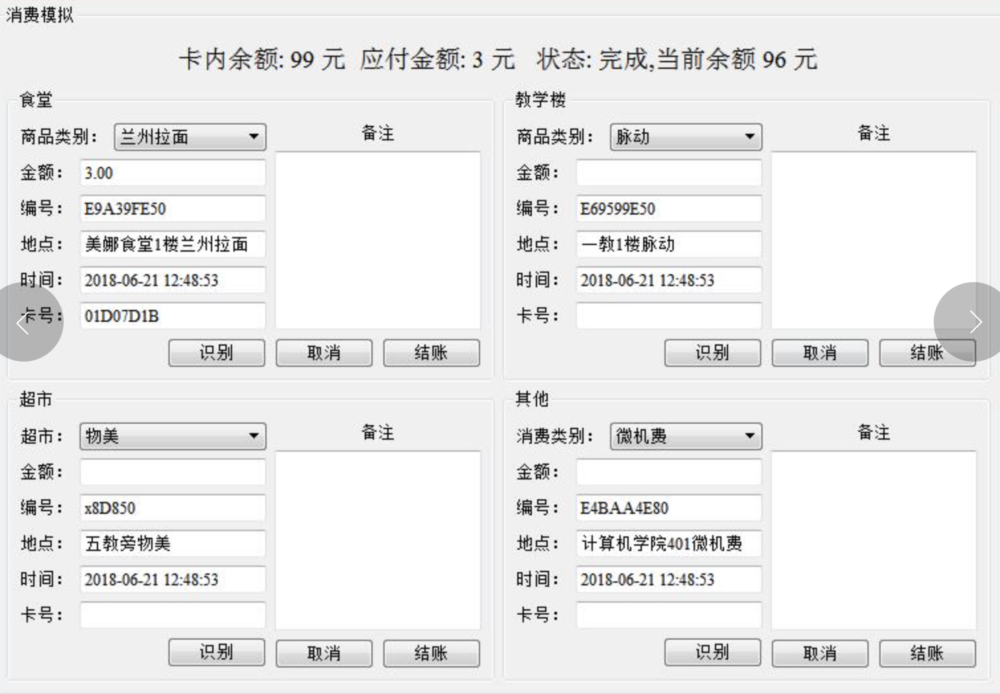 消费模拟
卡内余额: 99 元 应付金额: 3 元 状态: 完成,当前余额 96 元
食堂
商品类别： 兰州拉面
备注
金额： 3.00
编号： E9A39FE50
地点： 美娜食堂1楼兰州拉面
时间： 2018-06-21 12:48:53
卡号： 01D07D1B
识别 取消 结账
教学楼
商品类别： 脉动
备注
金额：
编号： E69599E50
地点： 一教1楼脉动
时间： 2018-06-21 12:48:53
卡号：
识别 取消 结账
超市
超市： 物美
备注
金额：
编号： x8D850
地点： 五教旁物美
时间： 2018-06-21 12:48:53
卡号：
识别 取消 结账
其他
消费类别： 微机费
备注
金额：
编号： E4BAA4E80
地点： 计算机学院401微机费
时间： 2018-06-21 12:48:53
卡号：
识别 取消 结账